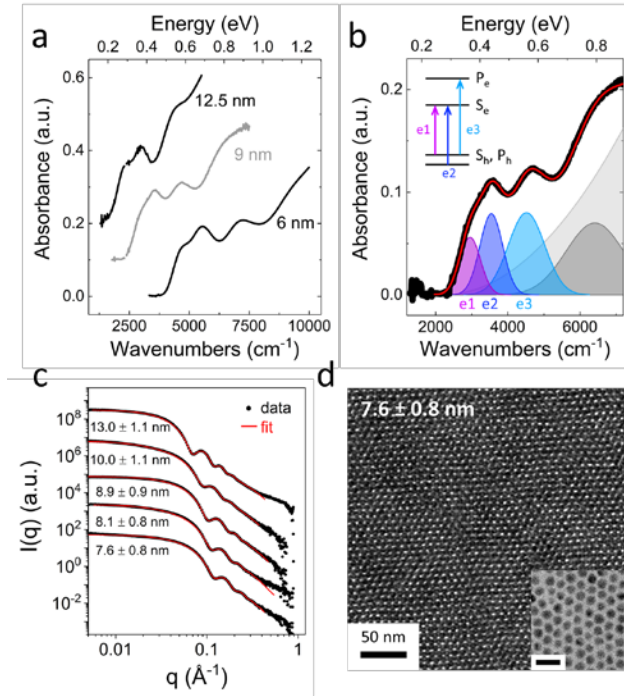 a
Energy (eV)
0.2 0.4 0.6 0.8 1.0 1.2
Absorbance (a.u.)
0.6
0.4
0.2
0.0
12.5 nm
9 nm
6 nm
2500 5000 7500 10000
Wavenumbers (cm⁻¹)
b
Energy (eV)
0.2 0.4 0.6 0.8
Absorbance (a.u.)
0.2
0.1
0.0
Pₑ
Sₑ
e1
e3
Sₕ, Pₕ
e2
e1 e2 e3
2000 4000 6000
Wavenumbers (cm⁻¹)
c
I(q) (a.u.)
10⁸
10⁶
10⁴
10²
10⁰
10⁻²
data
fit
13.0 ± 1.1 nm
10.0 ± 1.1 nm
8.9 ± 0.9 nm
8.1 ± 0.8 nm
7.6 ± 0.8 nm
0.01 0.1 1
q (Å⁻¹)
d
7.6 ± 0.8 nm
50 nm